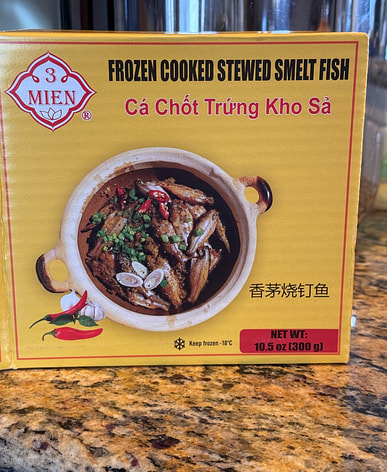 3
MIEN
®
FROZEN COOKED STEWED SMELT FISH
Cá Chốt Trứng Kho Sả
香茅烧钉鱼
Keep frozen -18°C
NET WT:
10.5 oz (300 g)